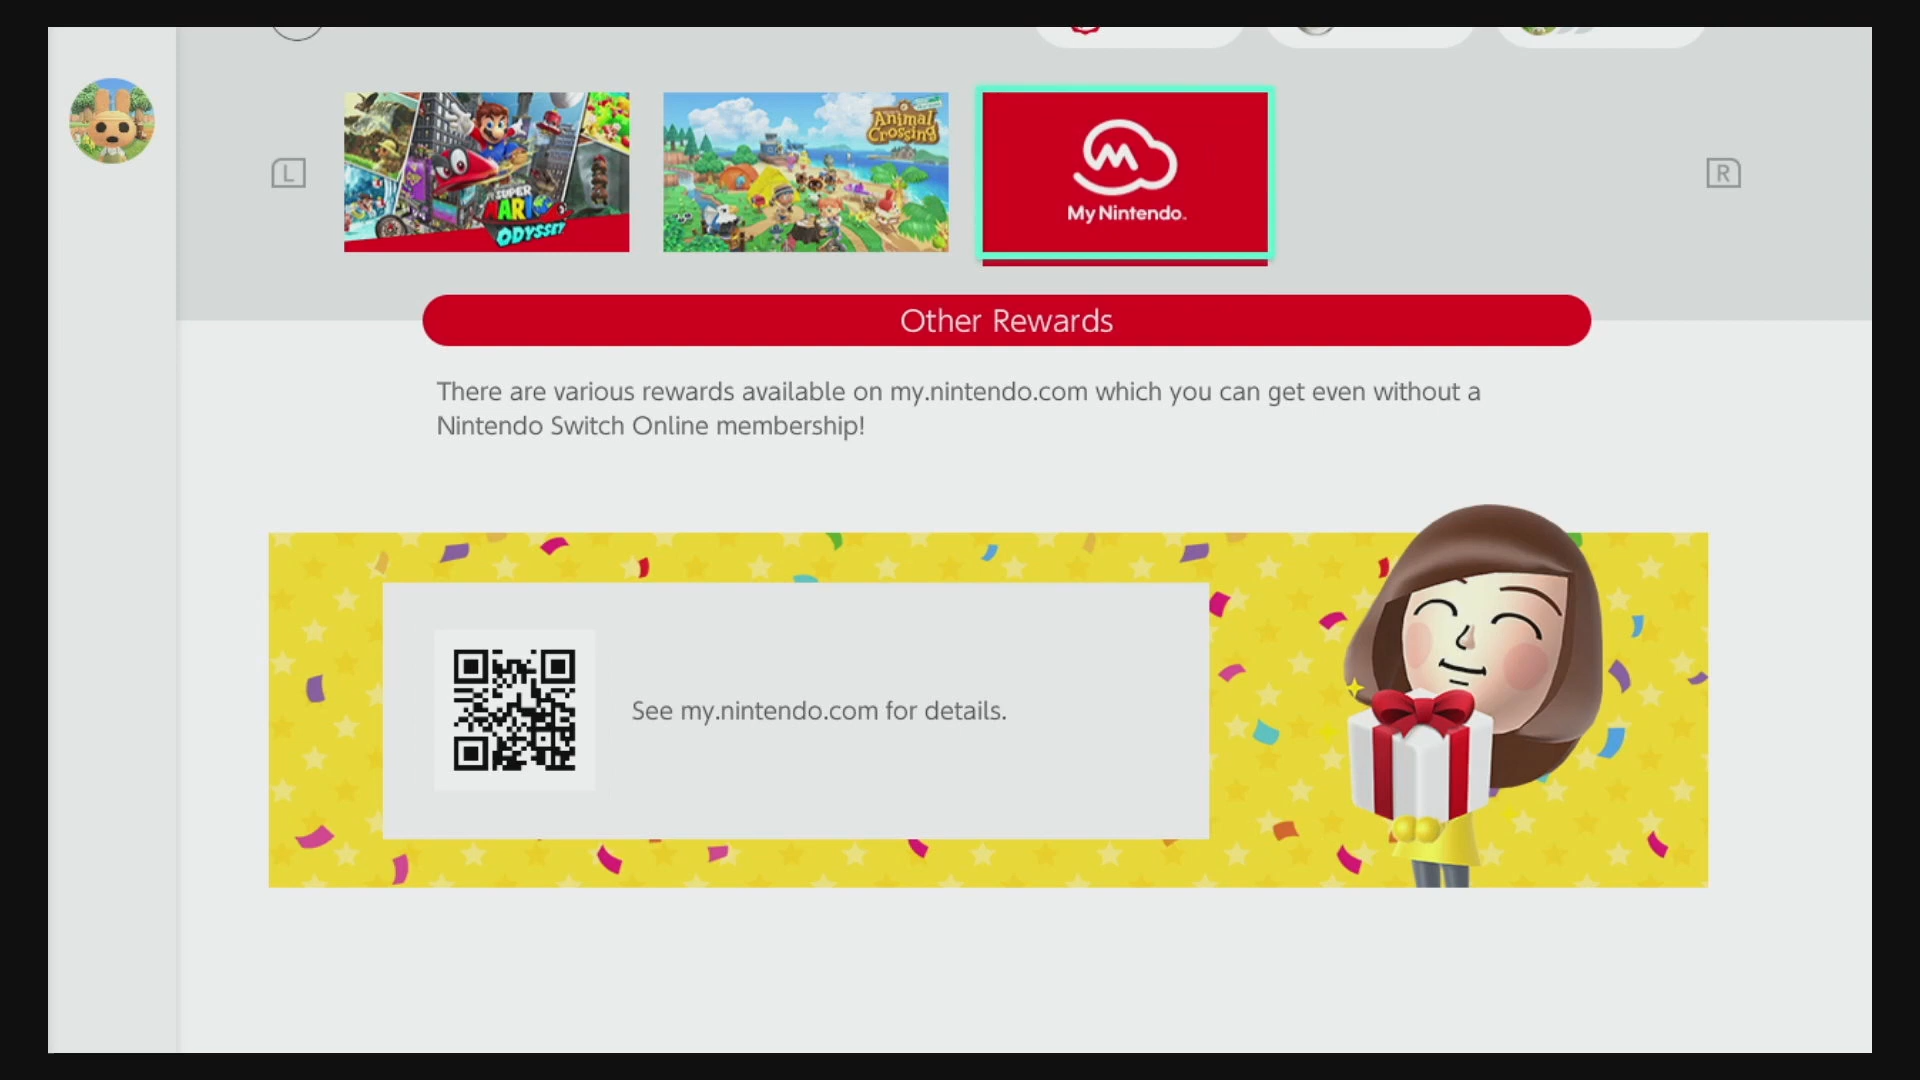 L
SUPER
MARIO
ODYSSEY
Animal
Crossing
My Nintendo.
R
Other Rewards
There are various rewards available on my.nintendo.com which you can get even without a
Nintendo Switch Online membership!
See my.nintendo.com for details.